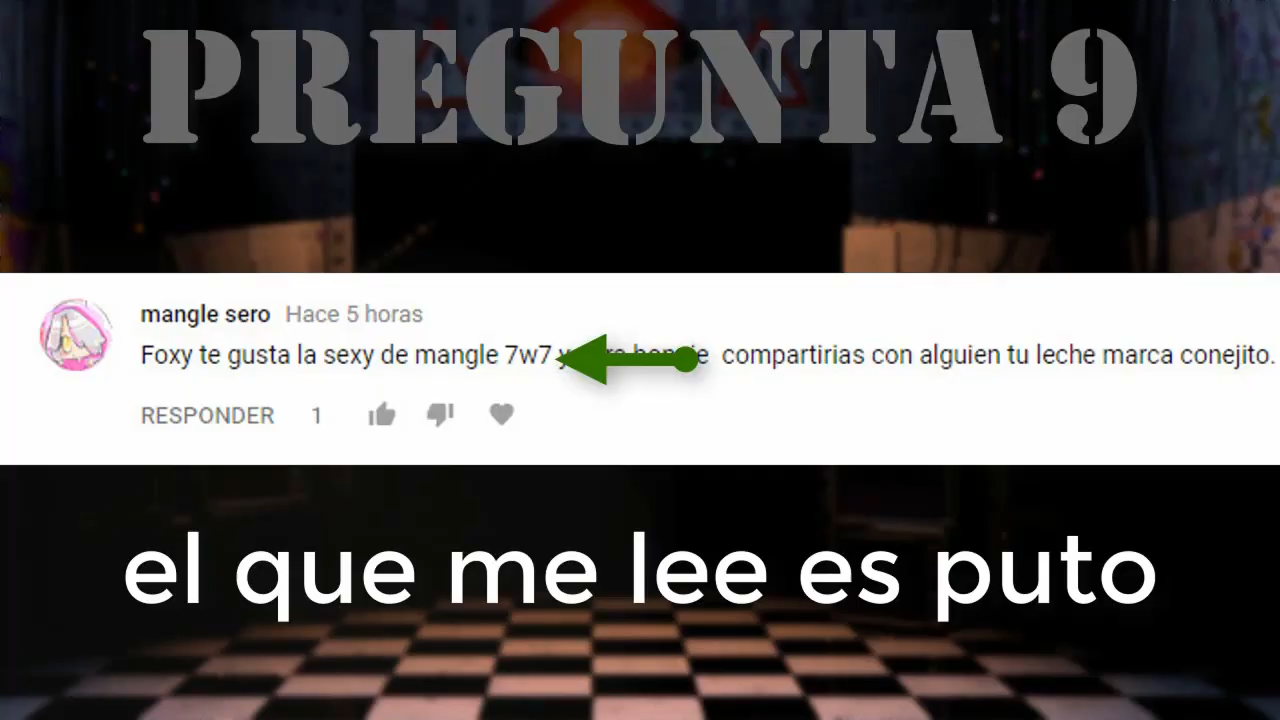 PREGUNTA 9
mangle sero Hace 5 horas
Foxy te gusta la sexy de mangle 7w7 y compartirias con alguien tu leche marca conejito.
RESPONDER 1
el que me lee es puto